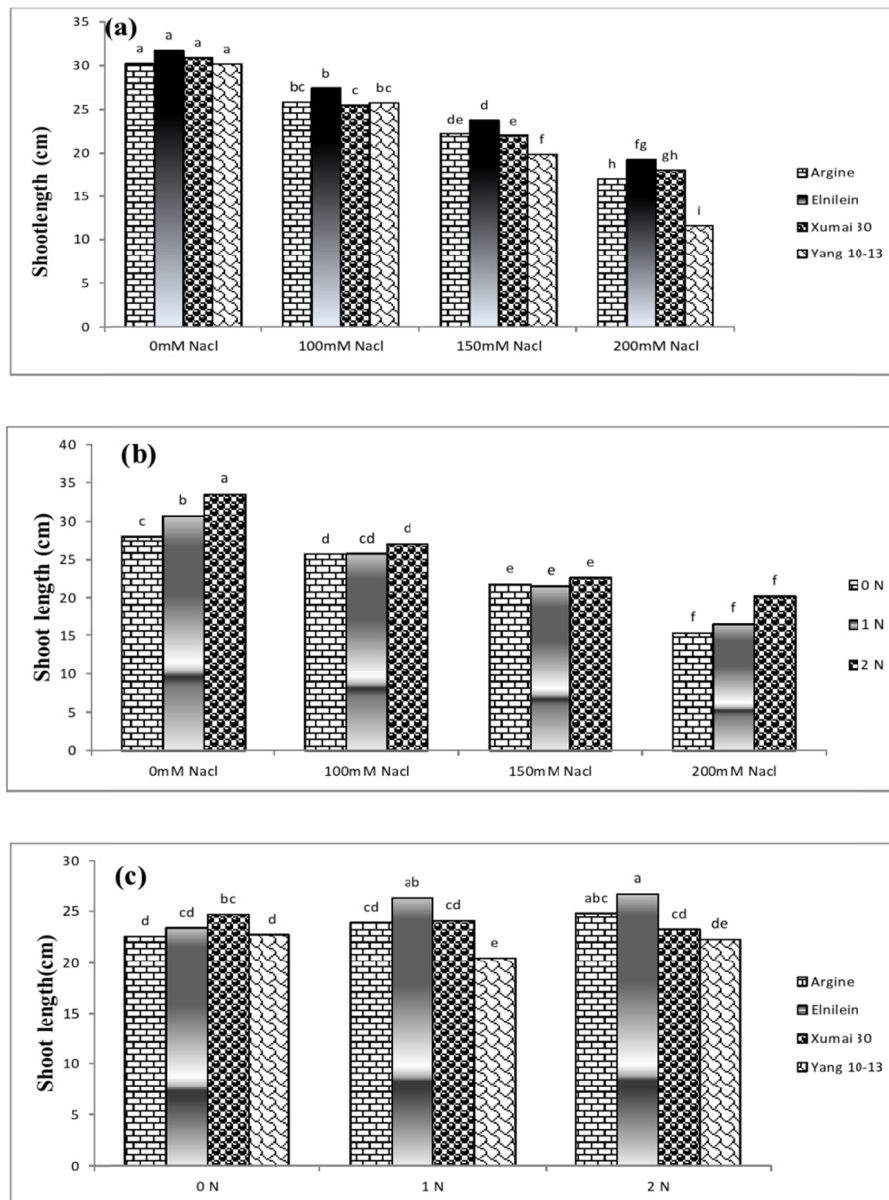 (a)
Shootlength (cm)
35
30
25
20
15
10
5
0
a a a a
bc b c bc
de d e f
h fg gh i
0mM Nacl 100mM Nacl 150mM Nacl 200mM Nacl
Argine
Elnilein
Xumai 30
Yang 10-13
(b)
Shoot length (cm)
40
35
30
25
20
15
10
5
0
c b a
d cd d
e e e
f f f
0mM Nacl 100mM Nacl 150mM Nacl 200mM Nacl
0 N
1 N
2 N
(c)
Shoot length(cm)
30
25
20
15
10
5
0
d cd bc d
cd ab cd e
abc a cd de
0 N 1 N 2 N
Argine
Elnilein
Xumai 30
Yang 10-13